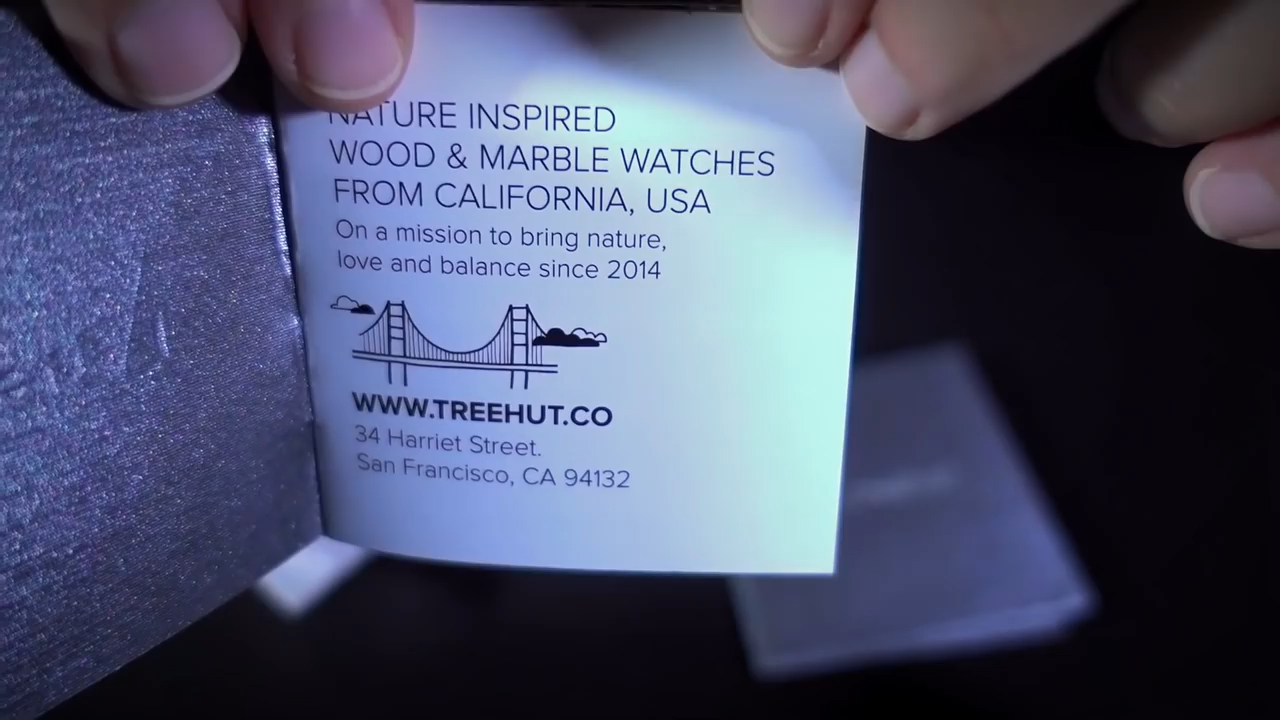 NATURE INSPIRED
WOOD & MARBLE WATCHES
FROM CALIFORNIA, USA
On a mission to bring nature,
love and balance since 2014
WWW.TREEHUT.CO
34 Harriet Street.
San Francisco, CA 94132